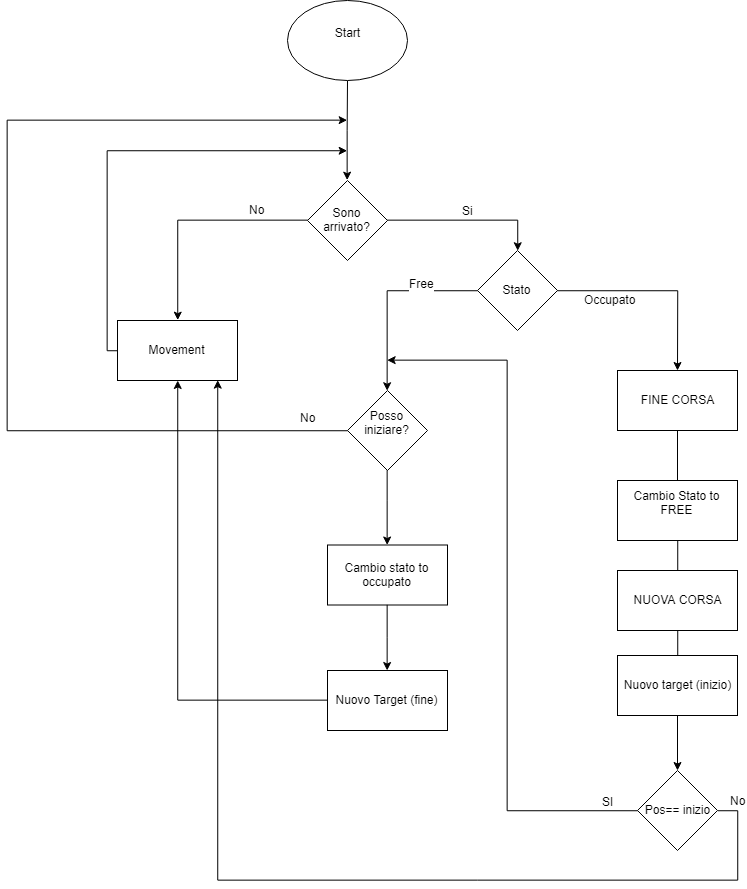 Start
No
Sono
arrivato?
Si
Free
Stato
Occupato
Movement
No
Posso
iniziare?
FINE CORSA
Cambio Stato to
FREE
Cambio stato to
occupato
NUOVA CORSA
Nuovo Target (fine)
Nuovo target (inizio)
SI
Pos== inizio
No